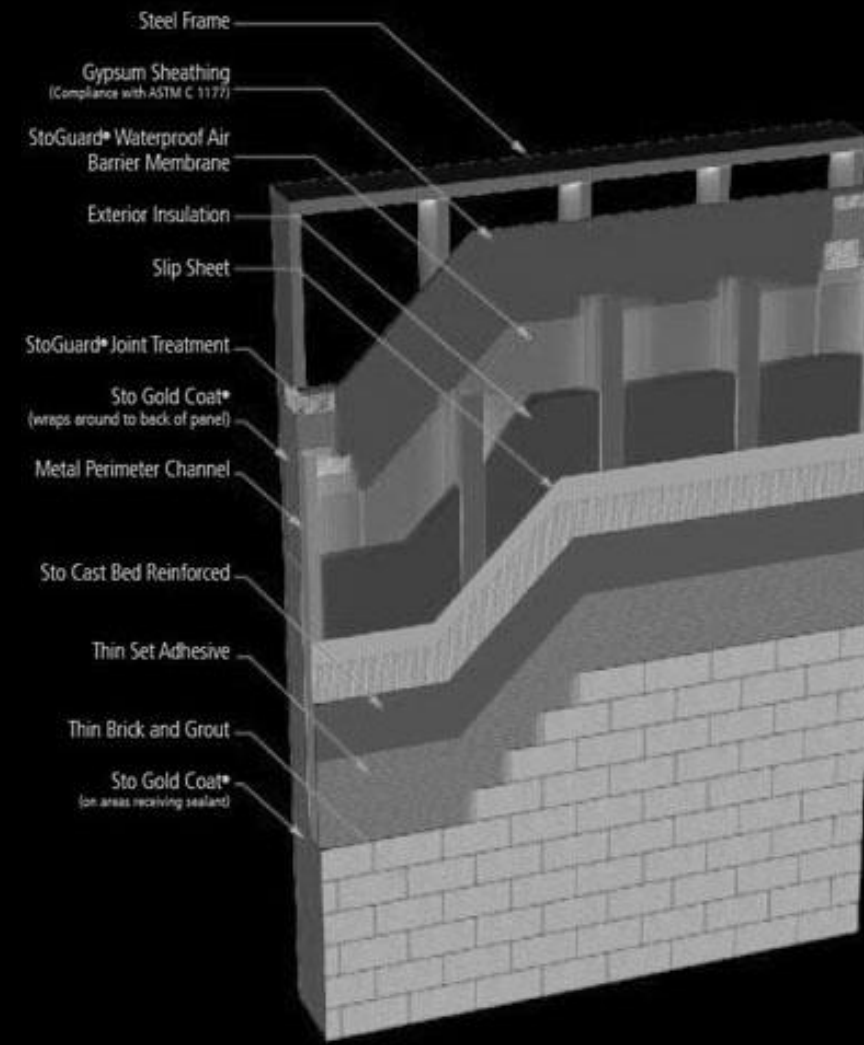 Steel Frame
Gypsum Sheathing
(Compliance with ASTM C 1177)
StoGuard® Waterproof Air
Barrier Membrane
Exterior Insulation
Slip Sheet
StoGuard® Joint Treatment
Sto Gold Coat®
(wraps around to back of panel)
Metal Perimeter Channel
Sto Cast Bed Reinforced
Thin Set Adhesive
Thin Brick and Grout
Sto Gold Coat®
(on areas receiving sealant)